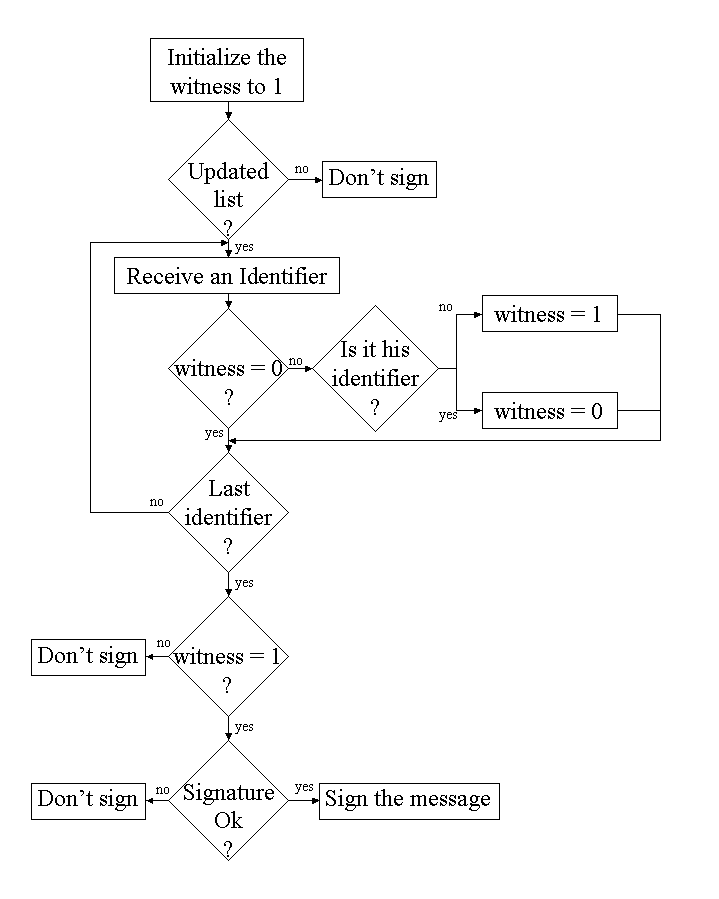 Initialize the
witness to 1
Updated
list
?
no
Don't sign
yes
Receive an Identifier
witness = 0
?
no
Is it his
identifier
?
no
witness = 1
yes
witness = 0
yes
Last
identifier
?
no
yes
witness = 1
?
no
Don't sign
yes
Signature
Ok
?
no
Don't sign
yes
Sign the message